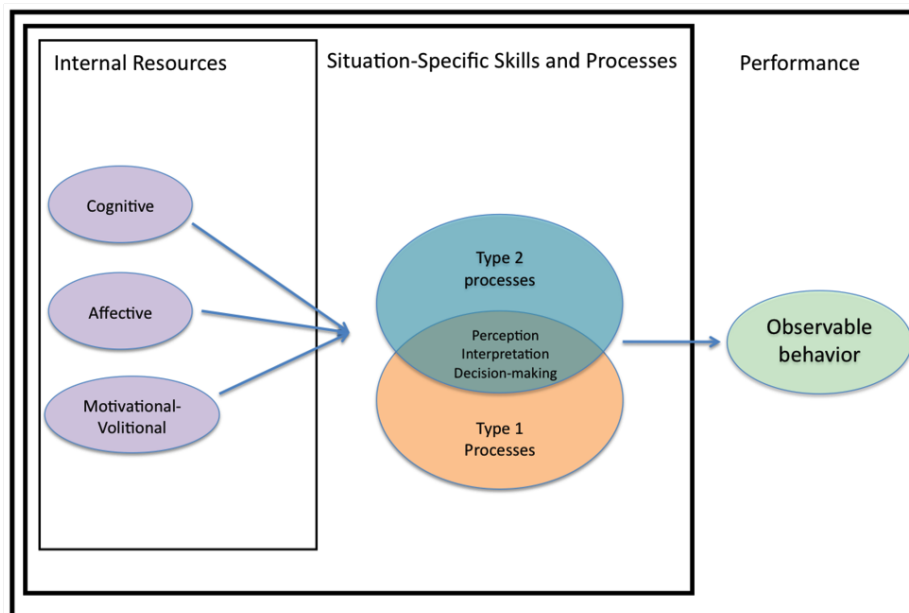 Internal Resources
Situation-Specific Skills and Processes
Performance
Cognitive
Affective
Motivational-
Volitional
Type 2
processes
Perception
Interpretation
Decision-making
Type 1
Processes
Observable
behavior